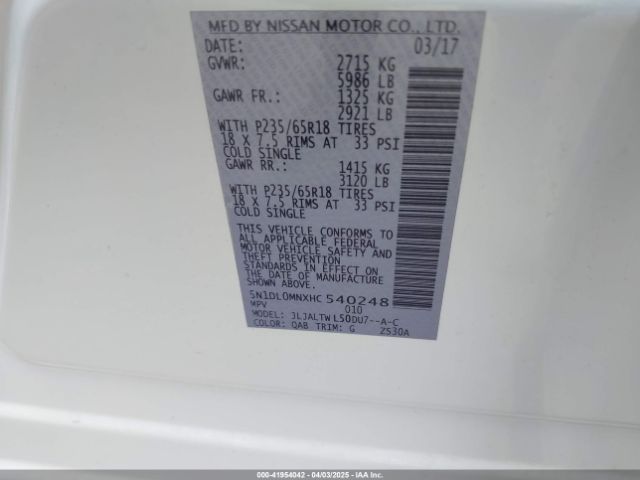 MFD BY NISSAN MOTOR CO., LTD.
DATE: 03/17
GVWR: 2715 KG
5986 LB
GAWR FR.: 1325 KG
2921 LB
WITH P235/65R18 TIRES
18 X 7.5 RIMS AT 33 PSI
COLD SINGLE
GAWR RR.: 1415 KG
3120 LB
WITH P235/65R18 TIRES
18 X 7.5 RIMS AT 33 PSI
COLD SINGLE
THIS VEHICLE CONFORMS TO
ALL APPLICABLE FEDERAL
MOTOR VEHICLE SAFETY AND
THEFT PREVENTION
STANDARDS IN EFFECT ON
THE DATE OF MANUFACTURE
SHOWN ABOVE.
5N1DL0MNXHC 540248
MPV 010
MODEL: JLJALTWL50DU7--A-C
COLOR: QAB TRIM: G ZS30A
000-41954042 - 04/03/2025 - IAAI, Inc.